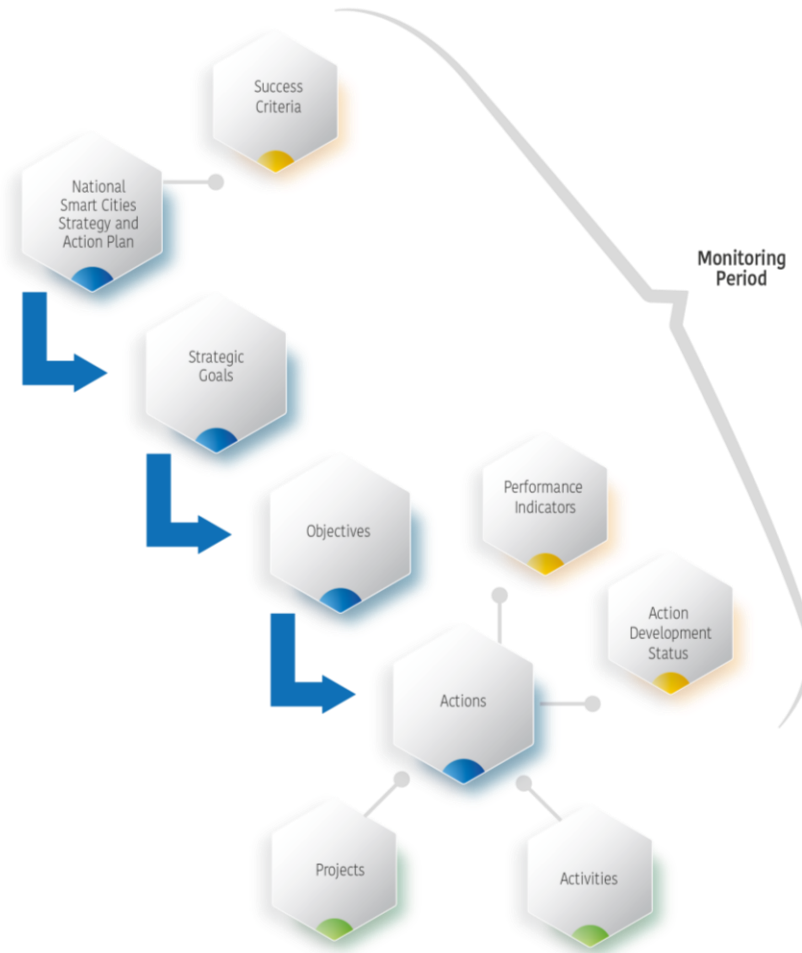 Success
Criteria
National
Smart Cities
Strategy and
Action Plan
Monitoring
Period
Strategic
Goals
Performance
Indicators
Objectives
Action
Development
Status
Actions
Projects
Activities